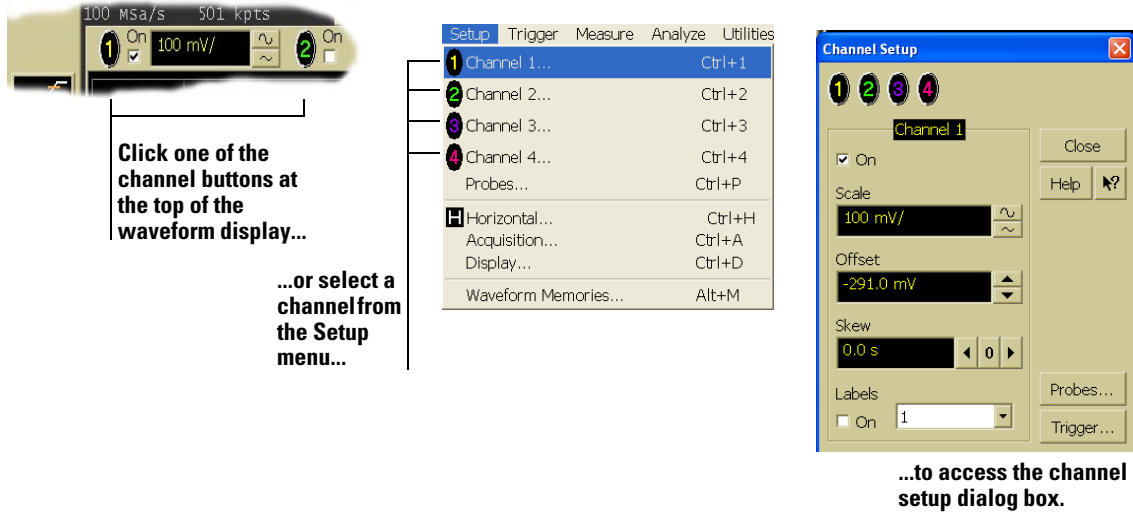 100 MSa/s 501 kpts
1 On 100 mV/ 2 On
Click one of the
channel buttons at
the top of the
waveform display...
...or select a
channel from
the Setup
menu...
Setup Trigger Measure Analyze Utilities
1 Channel 1... Ctrl+1
2 Channel 2... Ctrl+2
3 Channel 3... Ctrl+3
4 Channel 4... Ctrl+4
Probes... Ctrl+P
H Horizontal... Ctrl+H
Acquisition... Ctrl+A
Display... Ctrl+D
Waveform Memories... Alt+M
Channel Setup
1 2 3 4
Channel 1
On
Close
Help ?
Scale
100 mV/
Offset
-291.0 mV
Skew
0.0 s 0
Labels
On 1
Probes...
Trigger...
...to access the channel
setup dialog box.